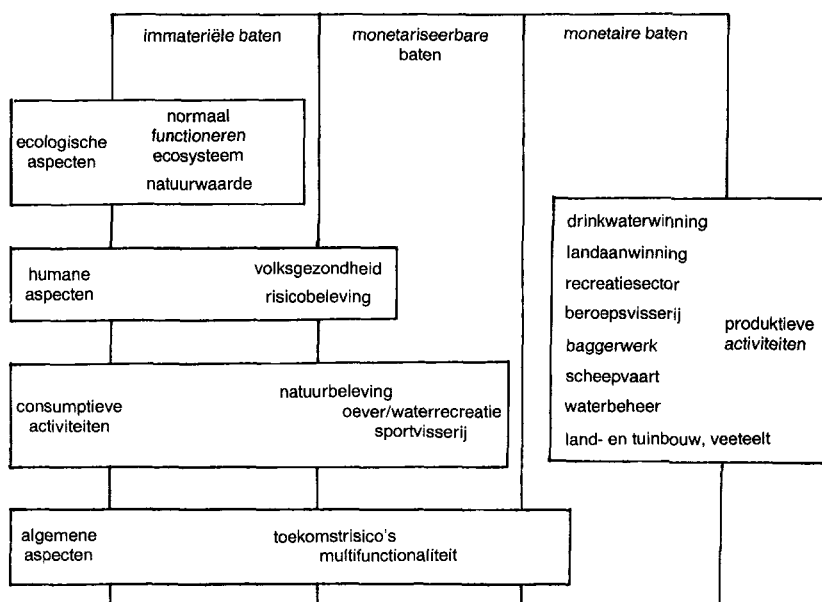 immateriële baten
monetariseerbare
baten
monetaire baten
ecologische
aspecten
normaal
functioneren
ecosysteem
natuurwaarde
humane
aspecten
volksgezondheid
risicobeleving
consumptieve
activiteiten
natuurbeleving
oever/waterrecreatie
sportvisserij
algemene
aspecten
toekomstrisico's
multifunctionaliteit
drinkwaterwinning
landaanwinning
recreatiesector
beroepsvisserij
baggerwerk
scheepvaart
waterbeheer
land- en tuinbouw, veeteelt
produktieve
activiteiten